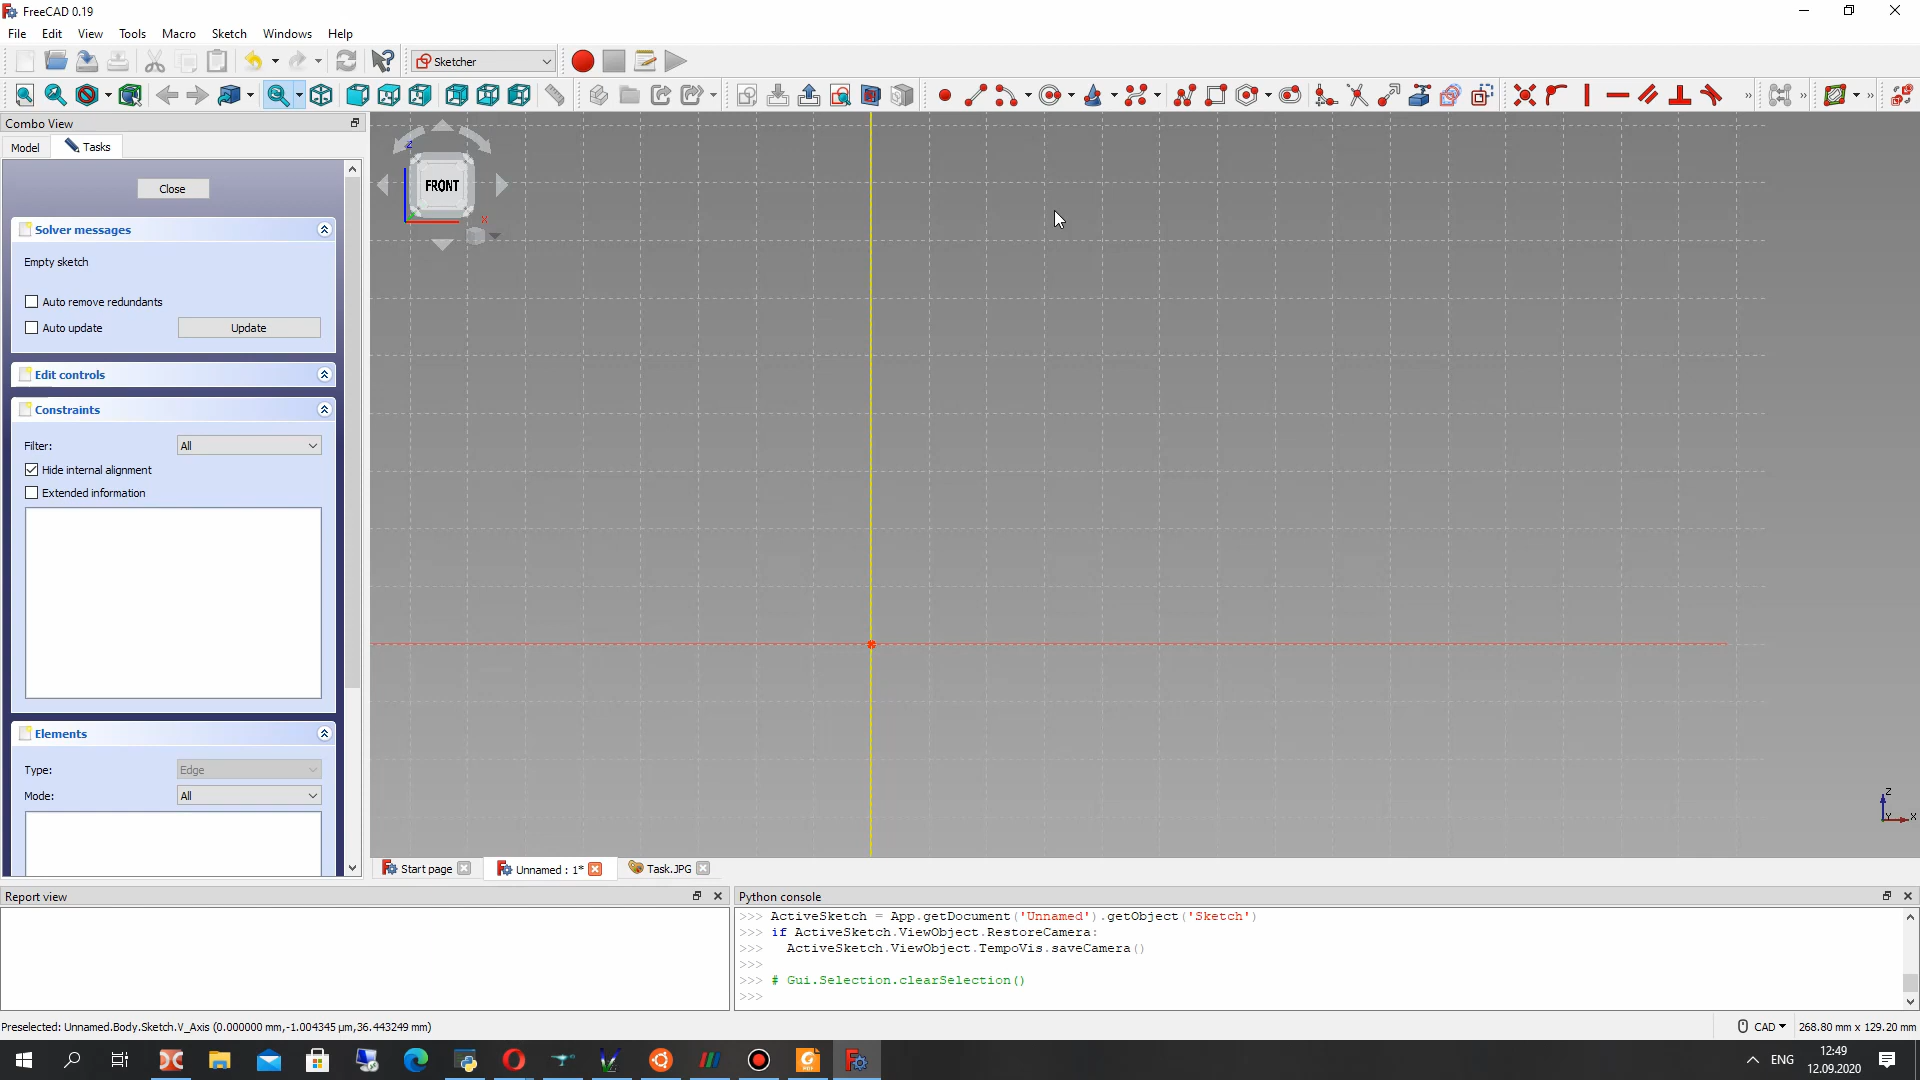 FreeCAD 0.19
File Edit View Tools Macro Sketch Windows Help
Sketcher
Combo View
Model Tasks
Close
Solver messages
Empty sketch
Auto remove redundants
Auto update Update
Edit controls
Constraints
Filter: All
Hide internal alignment
Extended information
Elements
Type: Edge
Mode: All
Z
FRONT
X
Z
Y X
Start page Unnamed : 1* Task.JPG
Report view
Python console
>>> ActiveSketch = App.getDocument('Unnamed').getObject('Sketch')
>>> if ActiveSketch.ViewObject.RestoreCamera:
>>>   ActiveSketch.ViewObject.TempoVis.saveCamera()
>>>
>>> # Gui.Selection.clearSelection()
>>>
Preselected: Unnamed.Body.Sketch.V_Axis (0.000000 mm,-1.004345 µm,36.443249 mm)
CAD 268.80 mm x 129.20 mm
ENG
12:49
12.09.2020